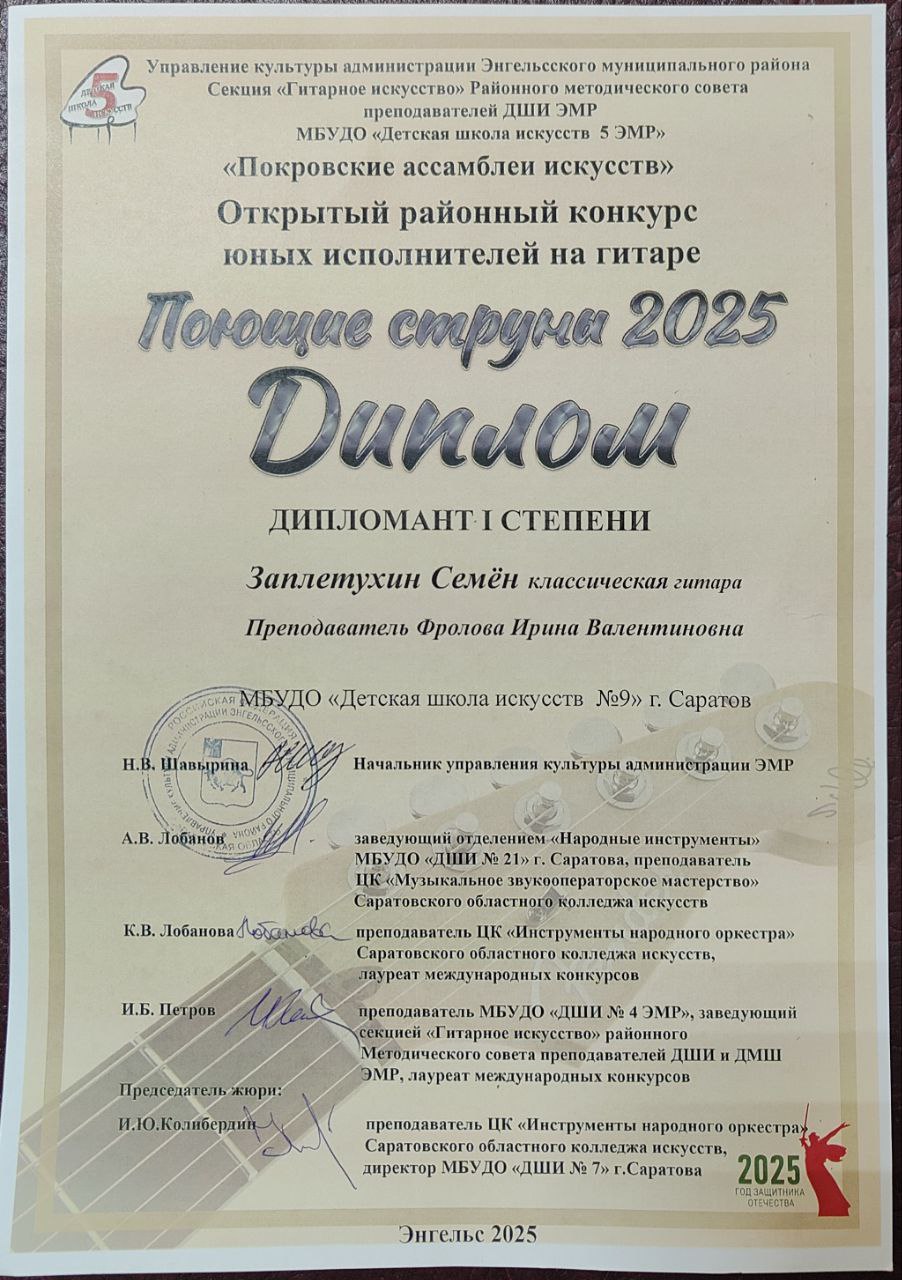 ДЕТСКАЯ
ШКОЛА 5 ИСКУССТВ
Управление культуры администрации Энгельсского муниципального района
Секция «Гитарное искусство» Районного методического совета
преподавателей ДШИ ЭМР
МБУДО «Детская школа искусств 5 ЭМР»
«Покровские ассамблеи искусств»
Открытый районный конкурс
юных исполнителей на гитаре
Поющие струны 2025
Диплом
ДИПЛОМАНТ I СТЕПЕНИ
Заплетухин Семён классическая гитара
Преподаватель Фролова Ирина Валентиновна
МБУДО «Детская школа искусств №9» г. Саратов
РОССИЙСКАЯ ФЕДЕРАЦИЯ
Н.В. Шавырина Начальник управления культуры администрации ЭМР
А.В. Лобанов заведующий отделением «Народные инструменты»
МБУДО «ДШИ № 21» г. Саратова, преподаватель
ЦК «Музыкальное звукооператорское мастерство»
Саратовского областного колледжа искусств
К.В. Лобанова Лобанова преподаватель ЦК «Инструменты народного оркестра»
Саратовского областного колледжа искусств,
лауреат международных конкурсов
И.Б. Петров преподаватель МБУДО «ДШИ № 4 ЭМР», заведующий
секцией «Гитарное искусство» районного
Методического совета преподавателей ДШИ и ДМШ
ЭМР, лауреат международных конкурсов
Председатель жюри:
И.Ю.Колибердин преподаватель ЦК «Инструменты народного оркестра»
Саратовского областного колледжа искусств,
директор МБУДО «ДШИ № 7» г.Саратова
2025
ГОД ЗАЩИТНИКА
ОТЕЧЕСТВА
Энгельс 2025